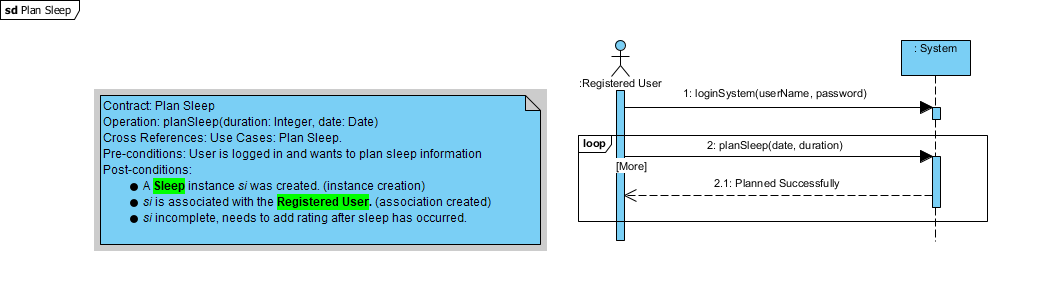 sd Plan Sleep
Contract: Plan Sleep
Operation: planSleep(duration: Integer, date: Date)
Cross References: Use Cases: Plan Sleep.
Pre-conditions: User is logged in and wants to plan sleep information
Post-conditions:
● A Sleep instance si was created. (instance creation)
● si is associated with the Registered User. (association created)
● si incomplete, needs to add rating after sleep has occurred.
: System
:Registered User
1: loginSystem(userName, password)
loop
2: planSleep(date, duration)
[More]
2.1: Planned Successfully